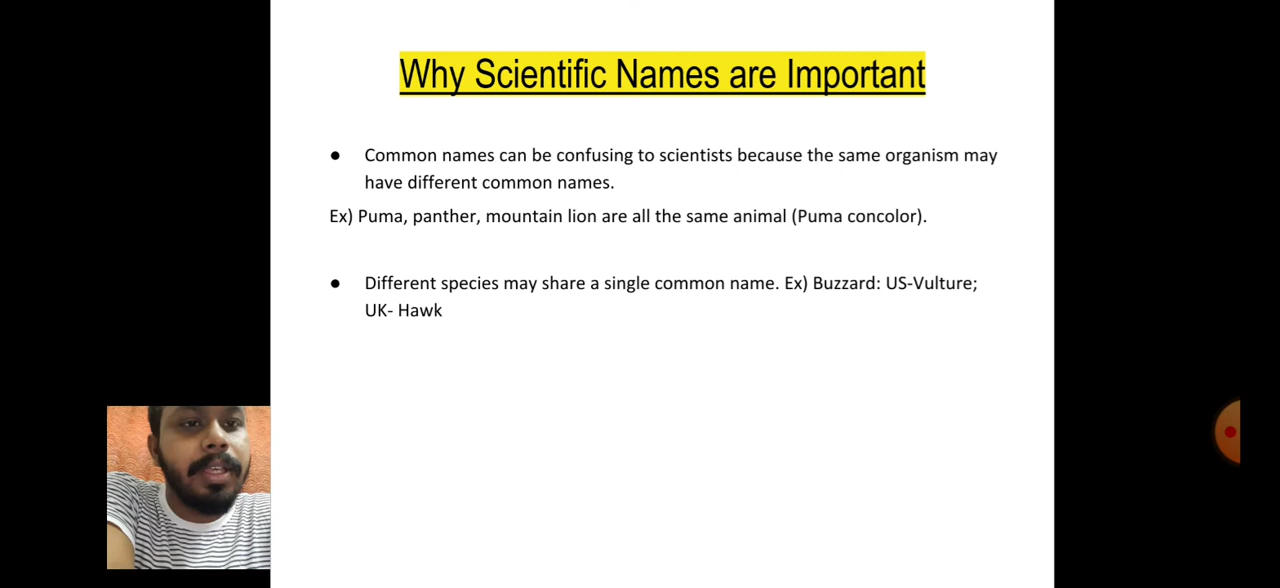 Why Scientific Names are Important
● Common names can be confusing to scientists because the same organism may
have different common names.
Ex) Puma, panther, mountain lion are all the same animal (Puma concolor).
● Different species may share a single common name. Ex) Buzzard: US-Vulture;
UK- Hawk